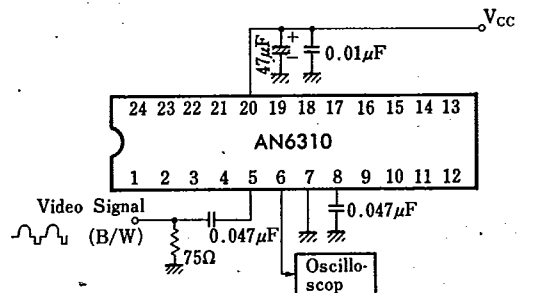 Vcc
47μF
+
−
0.01μF
24 23 22 21 20 19 18 17 16 15 14 13
AN6310
1 2 3 4 5 6 7 8 9 10 11 12
Video Signal
(B/W)
0.047μF
0.047μF
75Ω
Oscillo-
scop